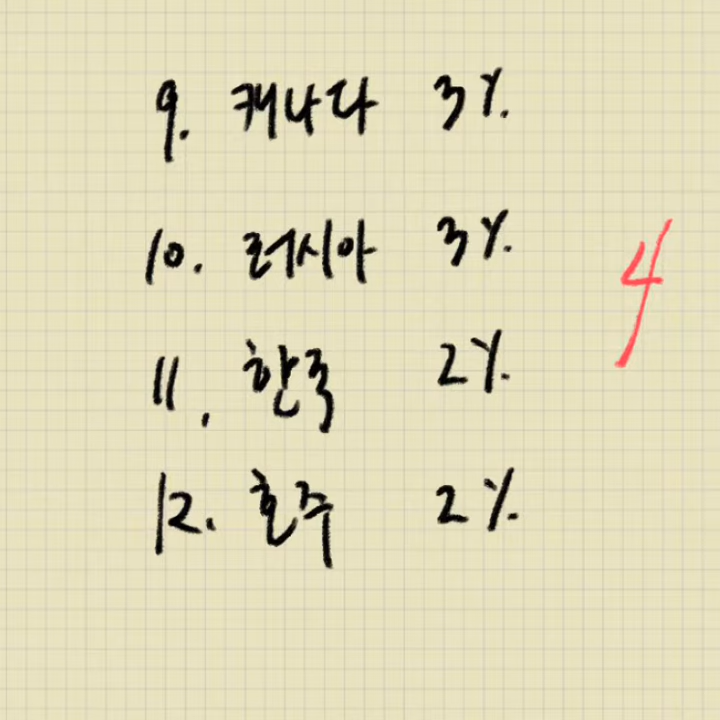 9. 캐나다 3%
10. 러시아 3%
4
11. 한국 2%
12. 호주 2%